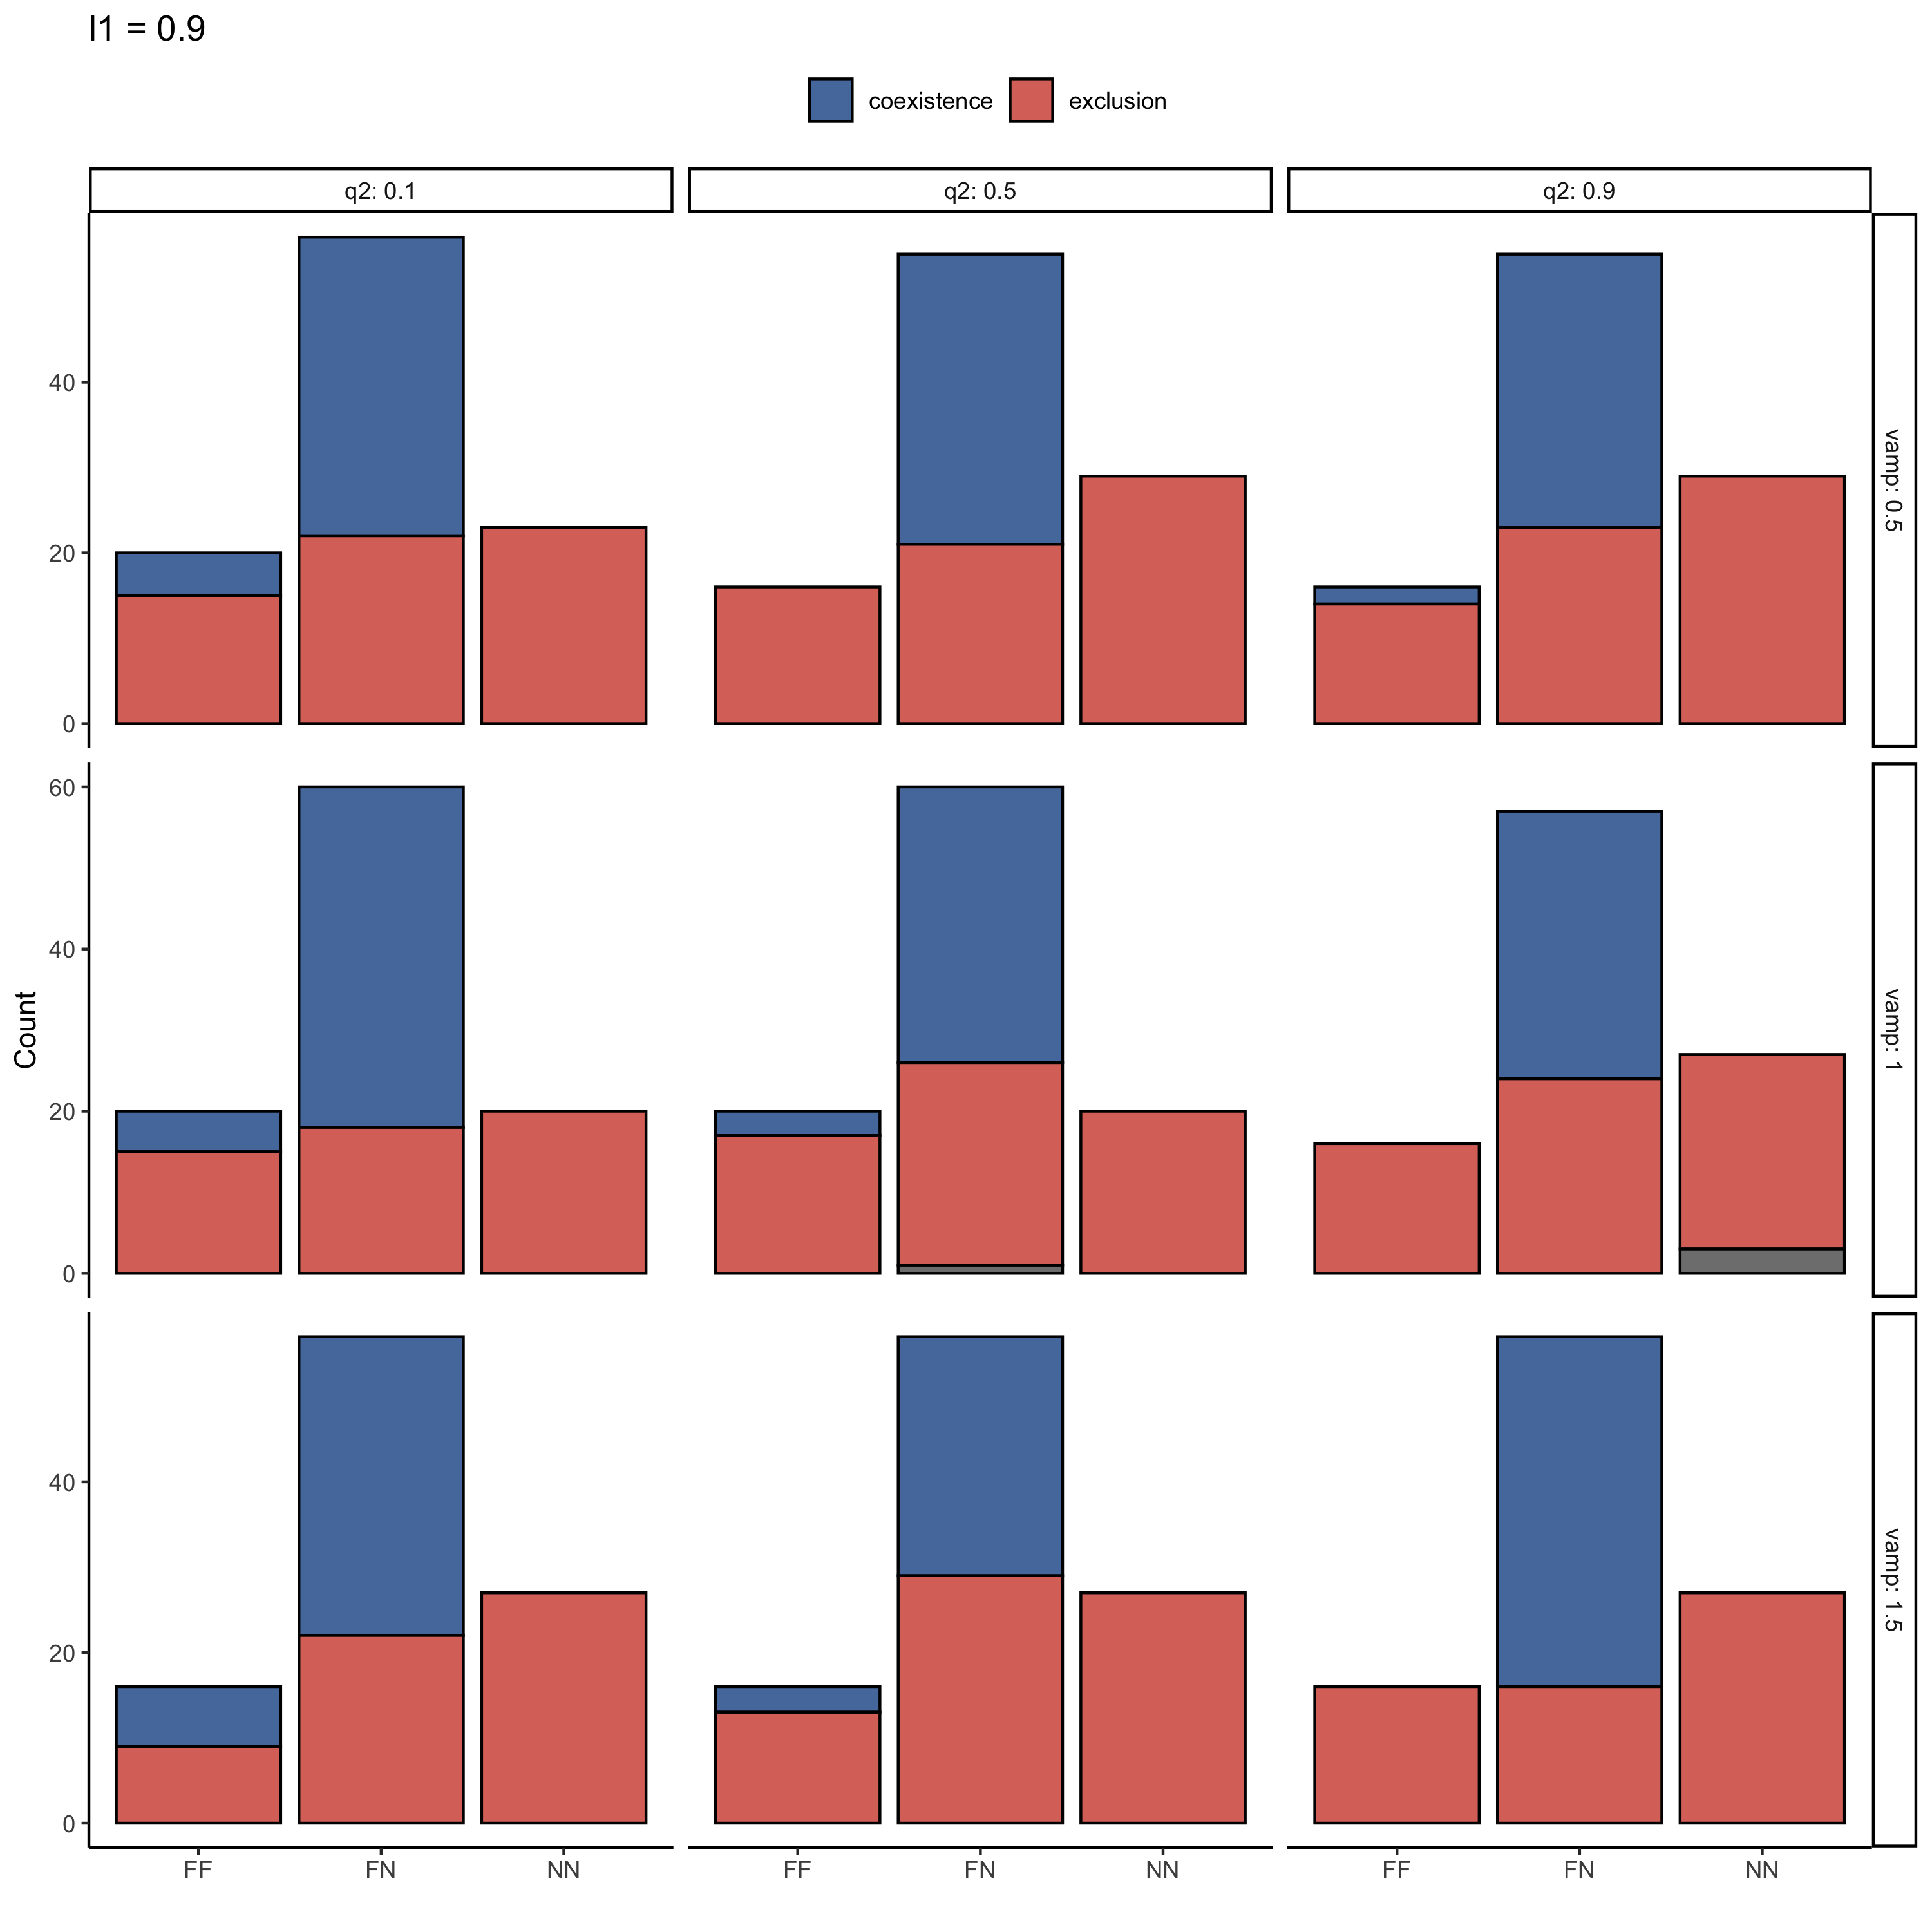 l1 = 0.9
coexistence
exclusion
q2: 0.1
q2: 0.5
q2: 0.9
Count
40
20
0
vamp: 0.5
60
40
20
0
vamp: 1
40
20
0
vamp: 1.5
FF
FN
NN
FF
FN
NN
FF
FN
NN